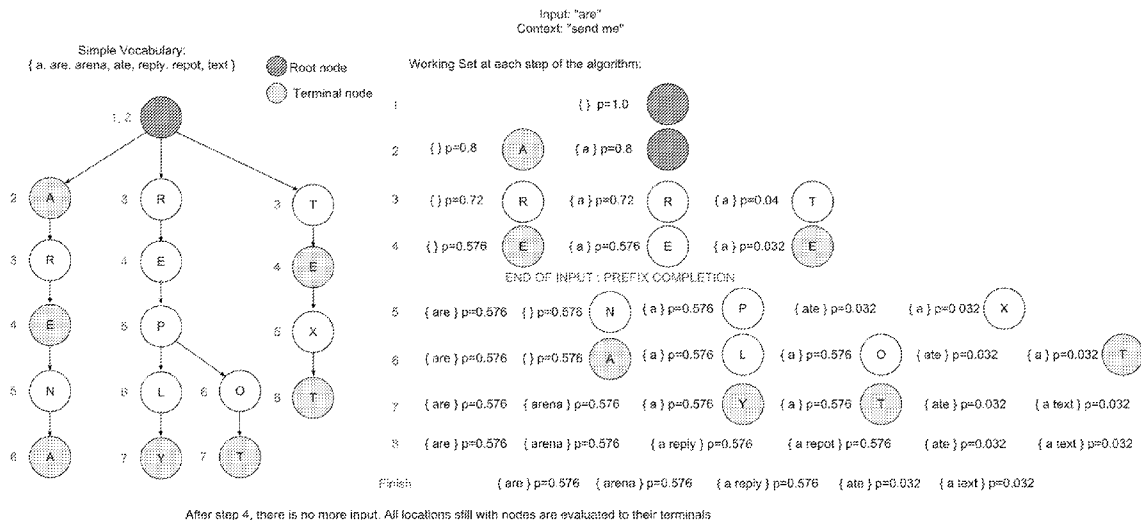 Input: "are"
Context: "send me"
Simple Vocabulary:
{ a, are, arena, ate, reply, repot, text }
Root node
Terminal node
Working Set at each step of the algorithm:
1, 2
1 { } p=1.0
2 { } p=0.8 A { a } p=0.8
2 A 3 R 3 T
3 { } p=0.72 R { a } p=0.72 R { a } p=0.04 T
3 R 4 E 4 E
4 { } p=0.576 E { a } p=0.576 E { a } p=0.032 E
END OF INPUT : PREFIX COMPLETION
4 E 5 P 5 X
5 { are } p=0.576 { } p=0.576 N { a } p=0.576 P { ate } p=0.032 { a } p=0.032 X
5 N 6 L 6 O 6 T
6 { are } p=0.576 { } p=0.576 A { a } p=0.576 L { a } p=0.576 O { ate } p=0.032 { a } p=0.032 T
7 { are } p=0.576 { arena } p=0.576 { a } p=0.576 Y { a } p=0.576 T { ate } p=0.032 { a text } p=0.032
6 A 7 Y 7 T
8 { are } p=0.576 { arena } p=0.576 { a reply } p=0.576 { a repot } p=0.576 { ate } p=0.032 { a text } p=0.032
Finish { are } p=0.576 { arena } p=0.576 { a reply } p=0.576 { ate } p=0.032 { a text } p=0.032
After step 4, there is no more input. All locations still with nodes are evaluated to their terminals